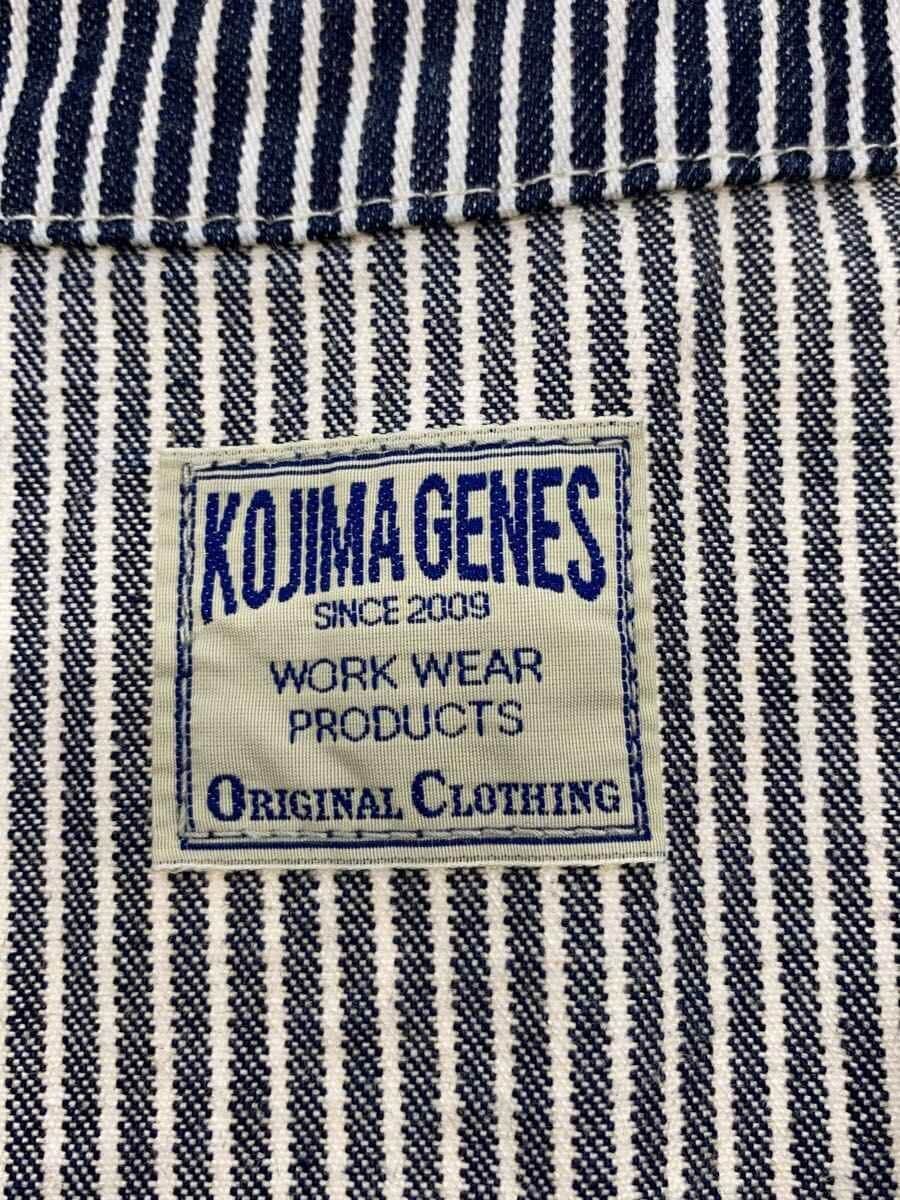 KOJIMA GENES
SINCE 2009
WORK WEAR
PRODUCTS
ORIGINAL CLOTHING